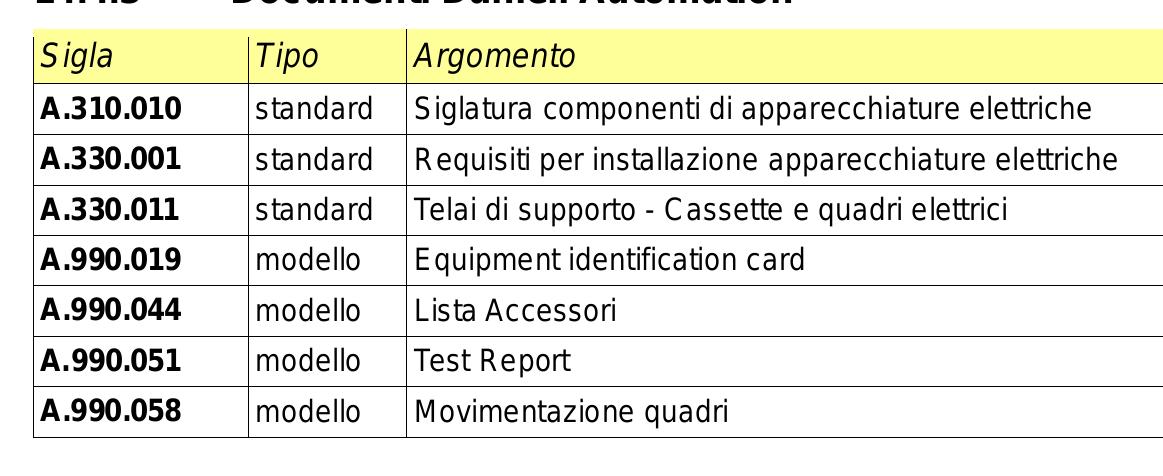 Documenti Danieli Automation
Sigla Tipo Argomento
A.310.010 standard Siglatura componenti di apparecchiature elettriche
A.330.001 standard Requisiti per installazione apparecchiature elettriche
A.330.011 standard Telai di supporto - Cassette e quadri elettrici
A.990.019 modello Equipment identification card
A.990.044 modello Lista Accessori
A.990.051 modello Test Report
A.990.058 modello Movimentazione quadri